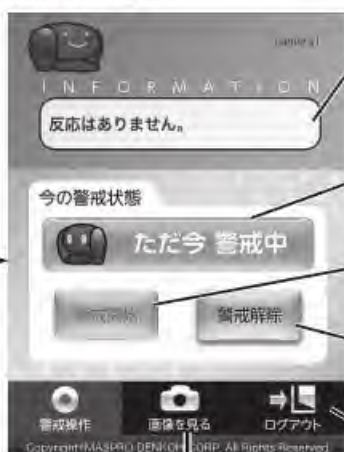 general
INFORMATION
反応はありません。
今の警戒状態
ただ今 警戒中
警戒解除
警戒操作
画像を見る
ログアウト
Copyright©MASPRO DENKOH CORP. All Rights Reserved.